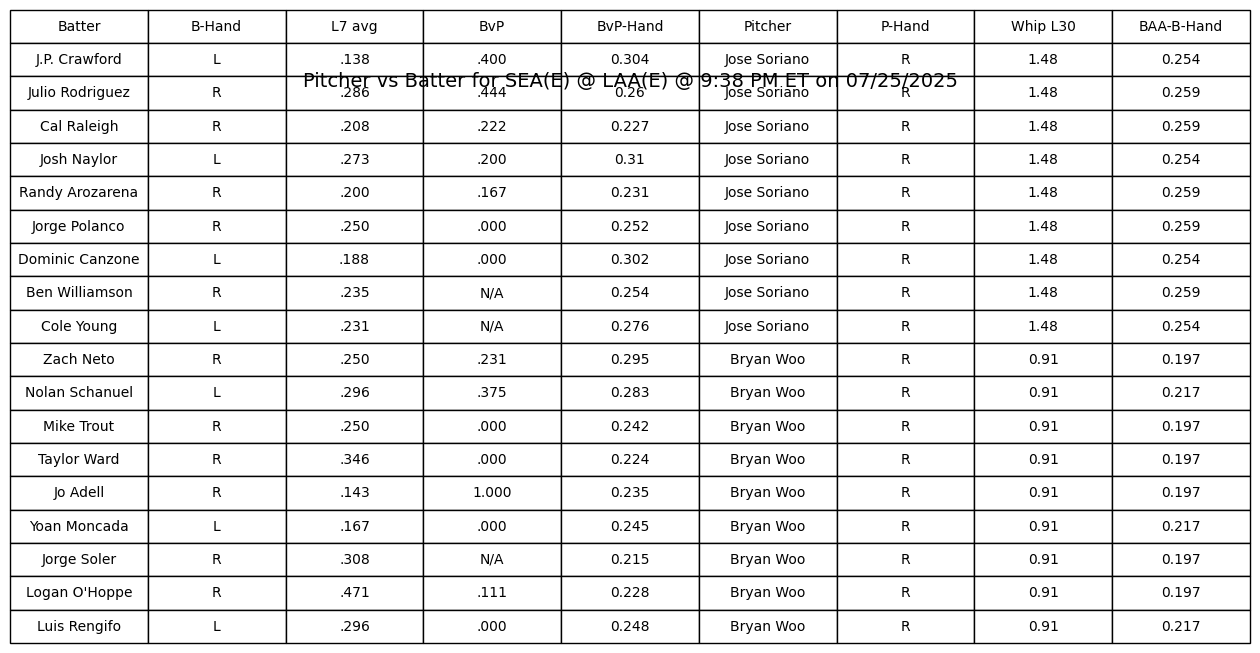 Batter B-Hand L7 avg BvP BvP-Hand Pitcher P-Hand Whip L30 BAA-B-Hand
J.P. Crawford L .138 .400 0.304 Jose Soriano R 1.48 0.254
Pitcher vs Batter for SEA(E) @ LAA(E) @ 9:38 PM ET on 07/25/2025
Julio Rodriguez R .286 .444 0.26 Jose Soriano R 1.48 0.259
Cal Raleigh R .208 .222 0.227 Jose Soriano R 1.48 0.259
Josh Naylor L .273 .200 0.31 Jose Soriano R 1.48 0.254
Randy Arozarena R .200 .167 0.231 Jose Soriano R 1.48 0.259
Jorge Polanco R .250 .000 0.252 Jose Soriano R 1.48 0.259
Dominic Canzone L .188 .000 0.302 Jose Soriano R 1.48 0.254
Ben Williamson R .235 N/A 0.254 Jose Soriano R 1.48 0.259
Cole Young L .231 N/A 0.276 Jose Soriano R 1.48 0.254
Zach Neto R .250 .231 0.295 Bryan Woo R 0.91 0.197
Nolan Schanuel L .296 .375 0.283 Bryan Woo R 0.91 0.217
Mike Trout R .250 .000 0.242 Bryan Woo R 0.91 0.197
Taylor Ward R .346 .000 0.224 Bryan Woo R 0.91 0.197
Jo Adell R .143 1.000 0.235 Bryan Woo R 0.91 0.197
Yoan Moncada L .167 .000 0.245 Bryan Woo R 0.91 0.217
Jorge Soler R .308 N/A 0.215 Bryan Woo R 0.91 0.197
Logan O'Hoppe R .471 .111 0.228 Bryan Woo R 0.91 0.197
Luis Rengifo L .296 .000 0.248 Bryan Woo R 0.91 0.217